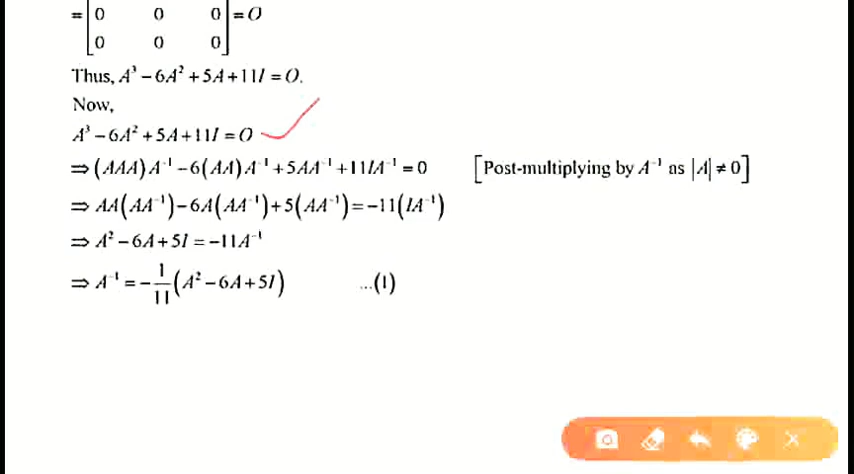 = [0 0 0] = O
0 0 0
Thus, A³ − 6A² + 5A + 11I = O.
Now,
A³ − 6A² + 5A + 11I = O
⇒ (AAA)A⁻¹ − 6(AA)A⁻¹ + 5AA⁻¹ + 11IA⁻¹ = 0 [Post-multiplying by A⁻¹ as |A| ≠ 0]
⇒ AA(AA⁻¹) − 6A(AA⁻¹) + 5(AA⁻¹) = −11(IA⁻¹)
⇒ A² − 6A + 5I = −11A⁻¹
⇒ A⁻¹ = −1/11(A² − 6A + 5I) ...(1)